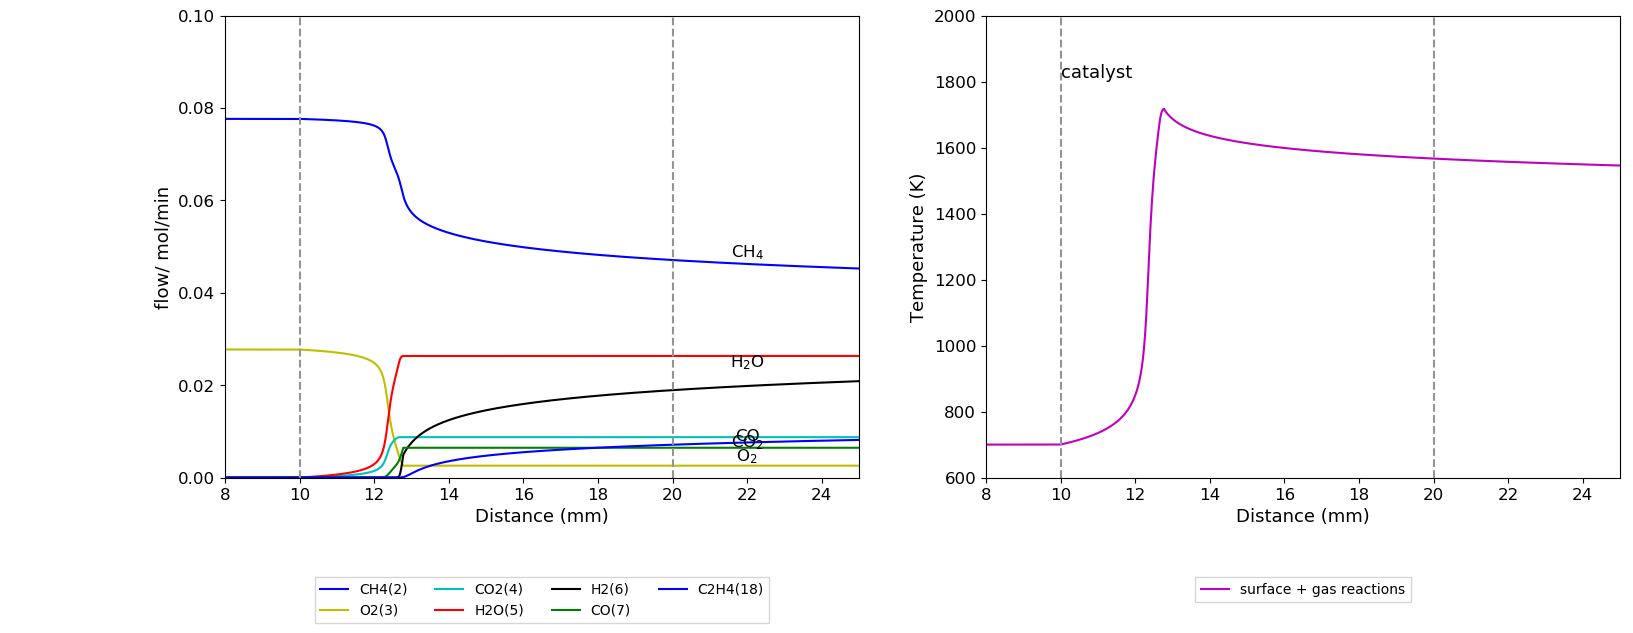 0.10
0.08
0.06
0.04
0.02
0.00
flow/ mol/min
CH₄
H₂O
CO
CO₂
O₂
8 10 12 14 16 18 20 22 24
Distance (mm)
CH4(2) CO2(4) H2(6) C2H4(18)
O2(3) H2O(5) CO(7)
2000
1800
1600
1400
1200
1000
800
600
Temperature (K)
catalyst
8 10 12 14 16 18 20 22 24
Distance (mm)
surface + gas reactions